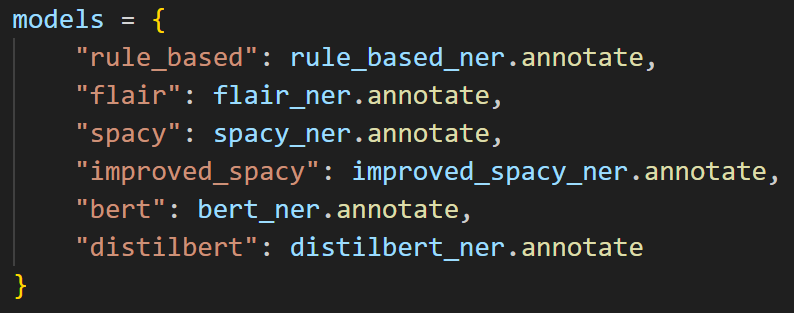 models = {
    "rule_based": rule_based_ner.annotate,
    "flair": flair_ner.annotate,
    "spacy": spacy_ner.annotate,
    "improved_spacy": improved_spacy_ner.annotate,
    "bert": bert_ner.annotate,
    "distilbert": distilbert_ner.annotate
}